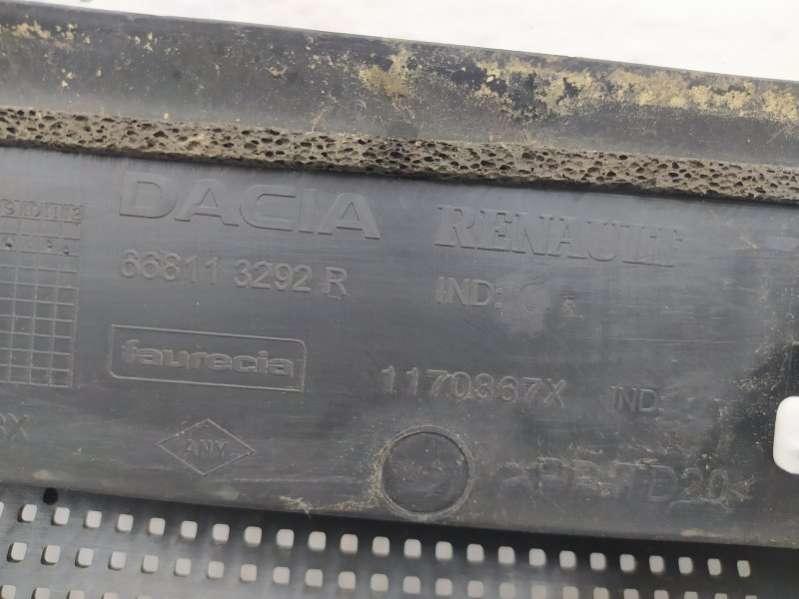 DACIA RENAULT
66811 3292 R IND:
faurecia 1170867X IND:
ANY